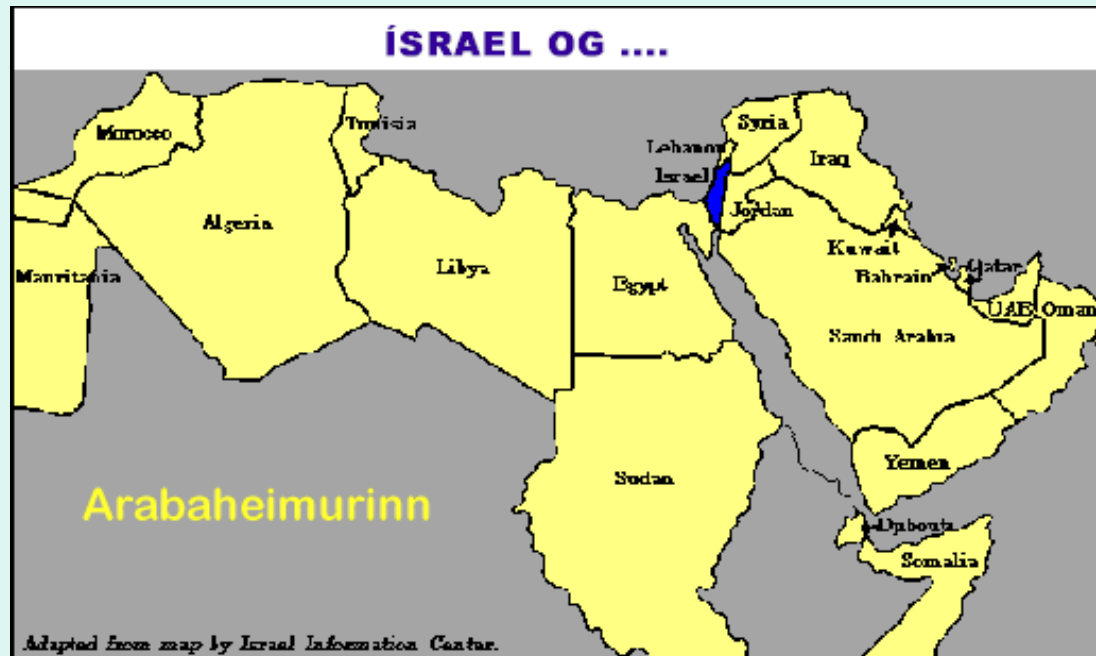 ÍSRAEL OG ....
Morocco
Tunisia
Syria
Lebanon
Iraq
Israel
Jordan
Algeria
Kuwait
Libya
Qatar
Mauritania
Egypt
Bahrain
UAE
Oman
Saudi Arabia
Yemen
Sudan
Arabaheimurinn
Somalia
Adapted from map by Israel Information Center.